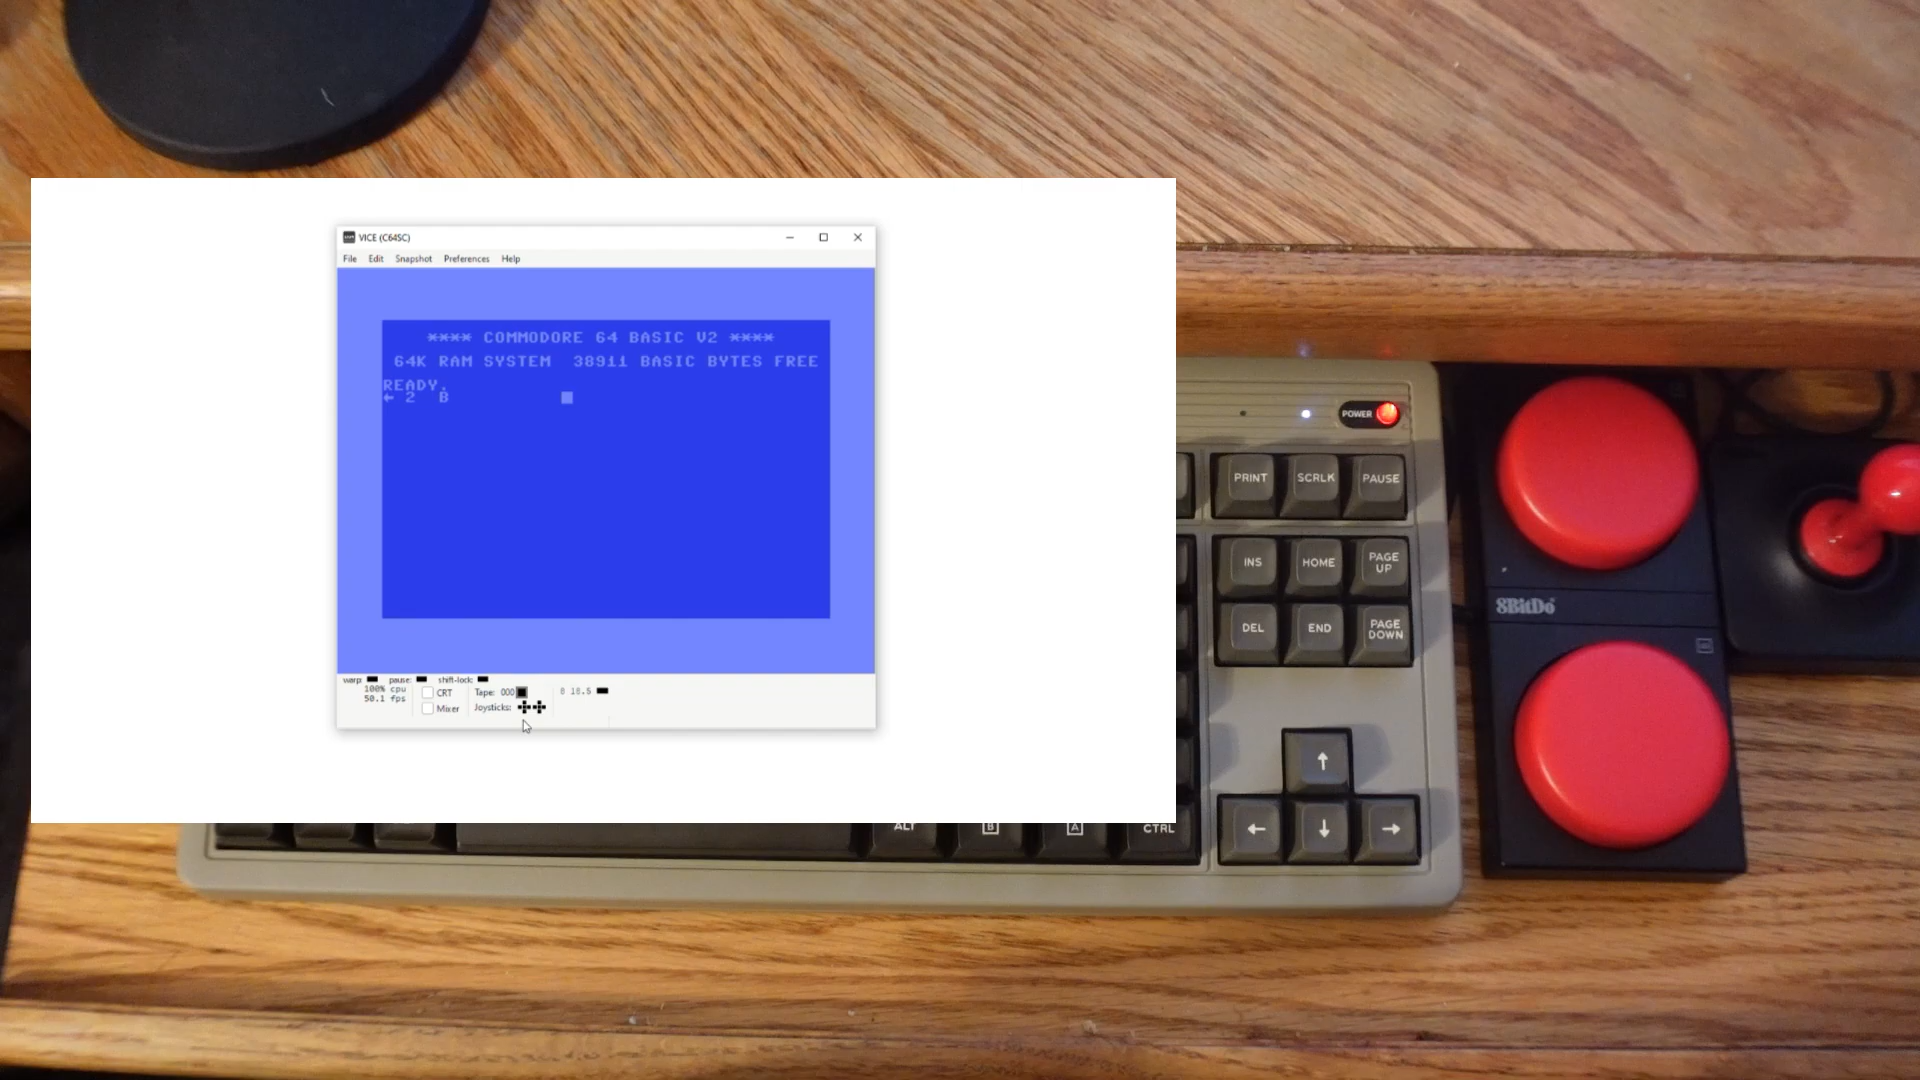 VICE (C64SC)
File Edit Snapshot Preferences Help
**** COMMODORE 64 BASIC V2 ****
64K RAM SYSTEM 38911 BASIC BYTES FREE
READY.
← 2 B
warp: pause: shift-lock:
100% cpu
50.1 fps
CRT
Mixer
Tape: 000
Joysticks:
8 18.5
POWER
PRINT SCRLK PAUSE
INS HOME PAGE UP
DEL END PAGE DOWN
↑
← ↓ →
ALT B A CTRL
8BitDo